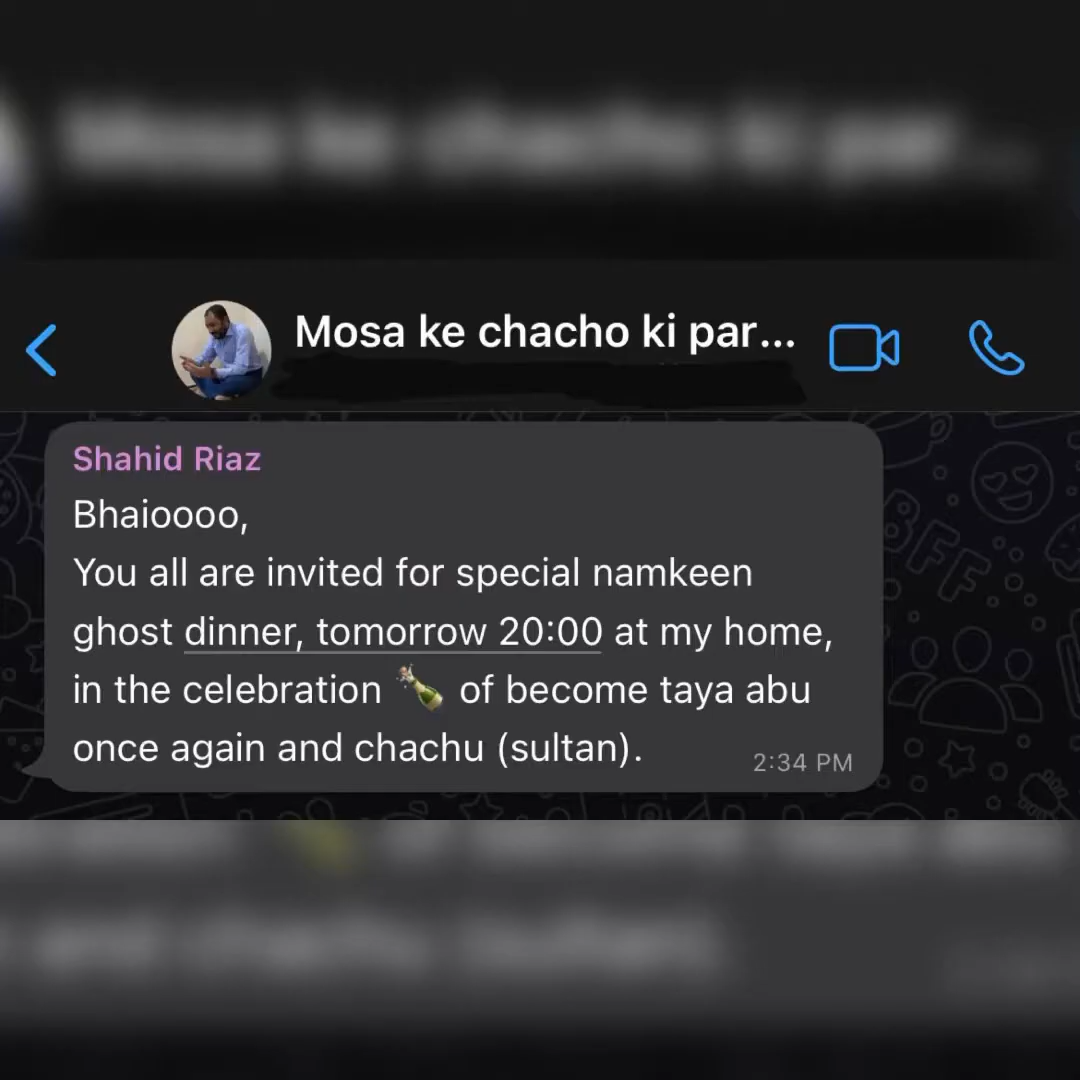 Mosa ke chacho ki par...
Shahid Riaz
Bhaioooo,
You all are invited for special namkeen
ghost dinner, tomorrow 20:00 at my home,
in the celebration 🍾 of become taya abu
once again and chachu (sultan).
2:34 PM